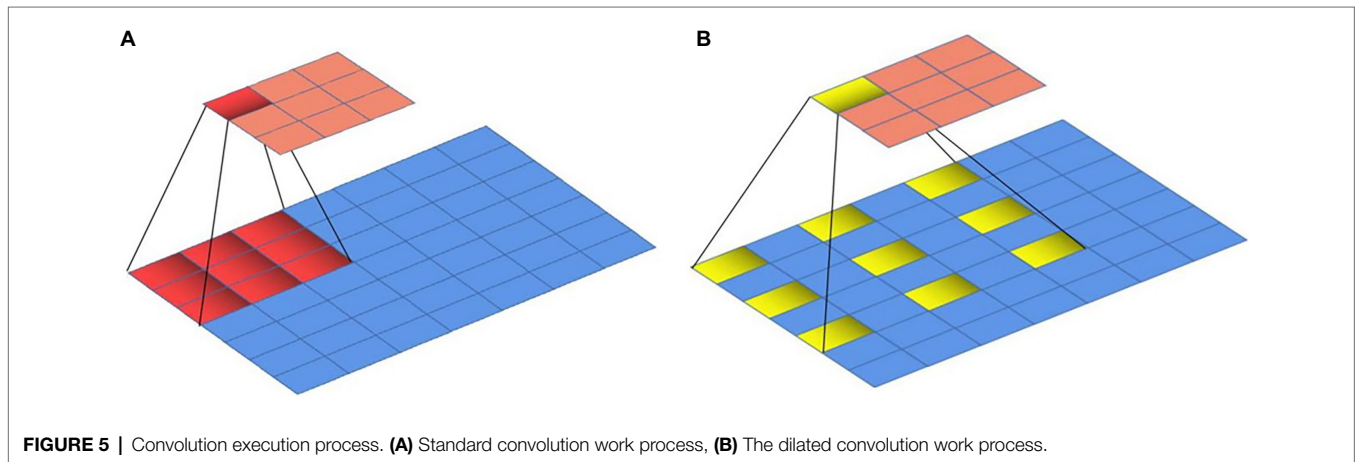 A
B
FIGURE 5 | Convolution execution process. (A) Standard convolution work process, (B) The dilated convolution work process.